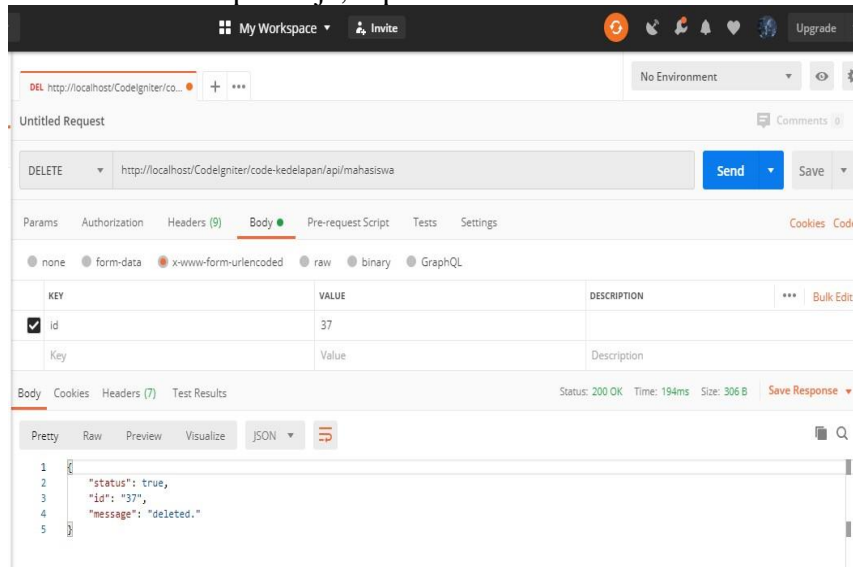 My Workspace Invite Upgrade
DEL http://localhost/CodeIgniter/co... No Environment
Untitled Request Comments 0
DELETE http://localhost/CodeIgniter/code-kedelapan/api/mahasiswa Send Save
Params Authorization Headers (9) Body Pre-request Script Tests Settings Cookies Code
none form-data x-www-form-urlencoded raw binary GraphQL
KEY VALUE DESCRIPTION ••• Bulk Edit
id 37
Key Value Description
Body Cookies Headers (7) Test Results Status: 200 OK Time: 194ms Size: 306 B Save Response
Pretty Raw Preview Visualize JSON
1 {
2 "status": true,
3 "id": "37",
4 "message": "deleted."
5 }